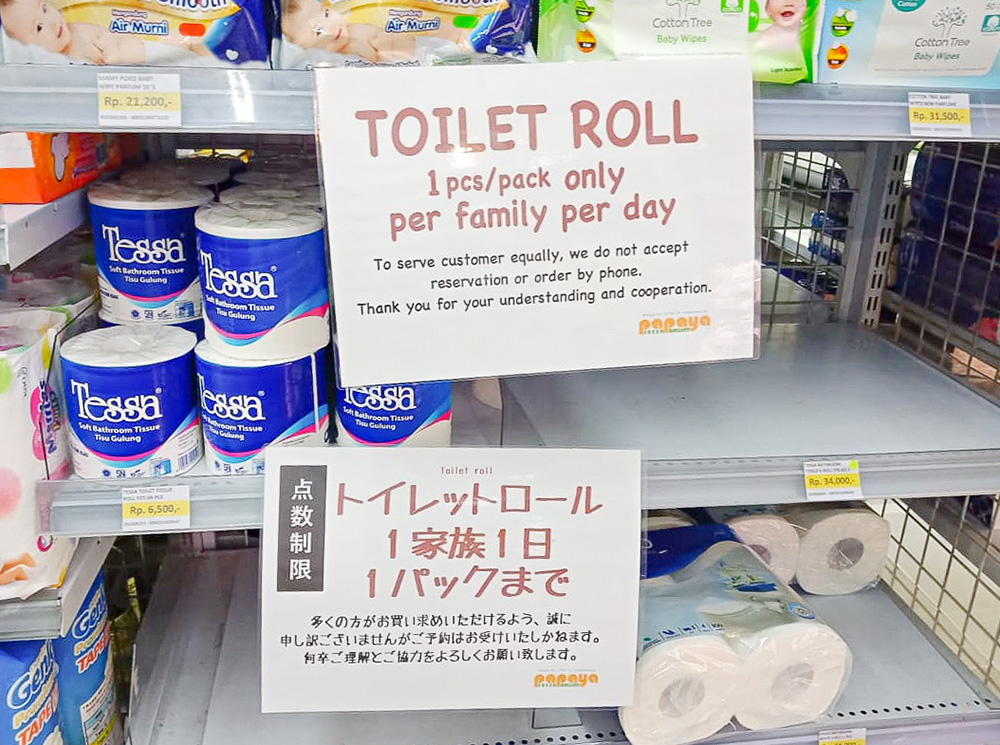 Air Murni
Air Murni
Cotton Tree
Baby Wipes
Cotton Tree
Baby Wipes
Rp. 21,200,-
Rp. 31,500,-
TOILET ROLL
1 pcs/pack only
per family per day
To serve customer equally, we do not accept
reservation or order by phone.
Thank you for your understanding and cooperation.
papaya
Tessa
Soft Bathroom Tissue
Tisu Gulung
Tessa
Soft Bathroom Tissue
Tisu Gulung
Tessa
Soft Bathroom Tissue
Tisu Gulung
Tessa
Soft Bathroom Tissue
Tisu Gulung
Soft Bathroom Tissue
Tisu Gulung
Rp. 6,500,-
Rp. 34,000,-
Toilet roll
点数制限
トイレットロール
1家族1日
1パックまで
多くの方がお買い求めいただけるよう、誠に
申し訳ございませんがご予約はお受けいたしかねます。
何卒ご理解とご協力をよろしくお願い致します。
papaya